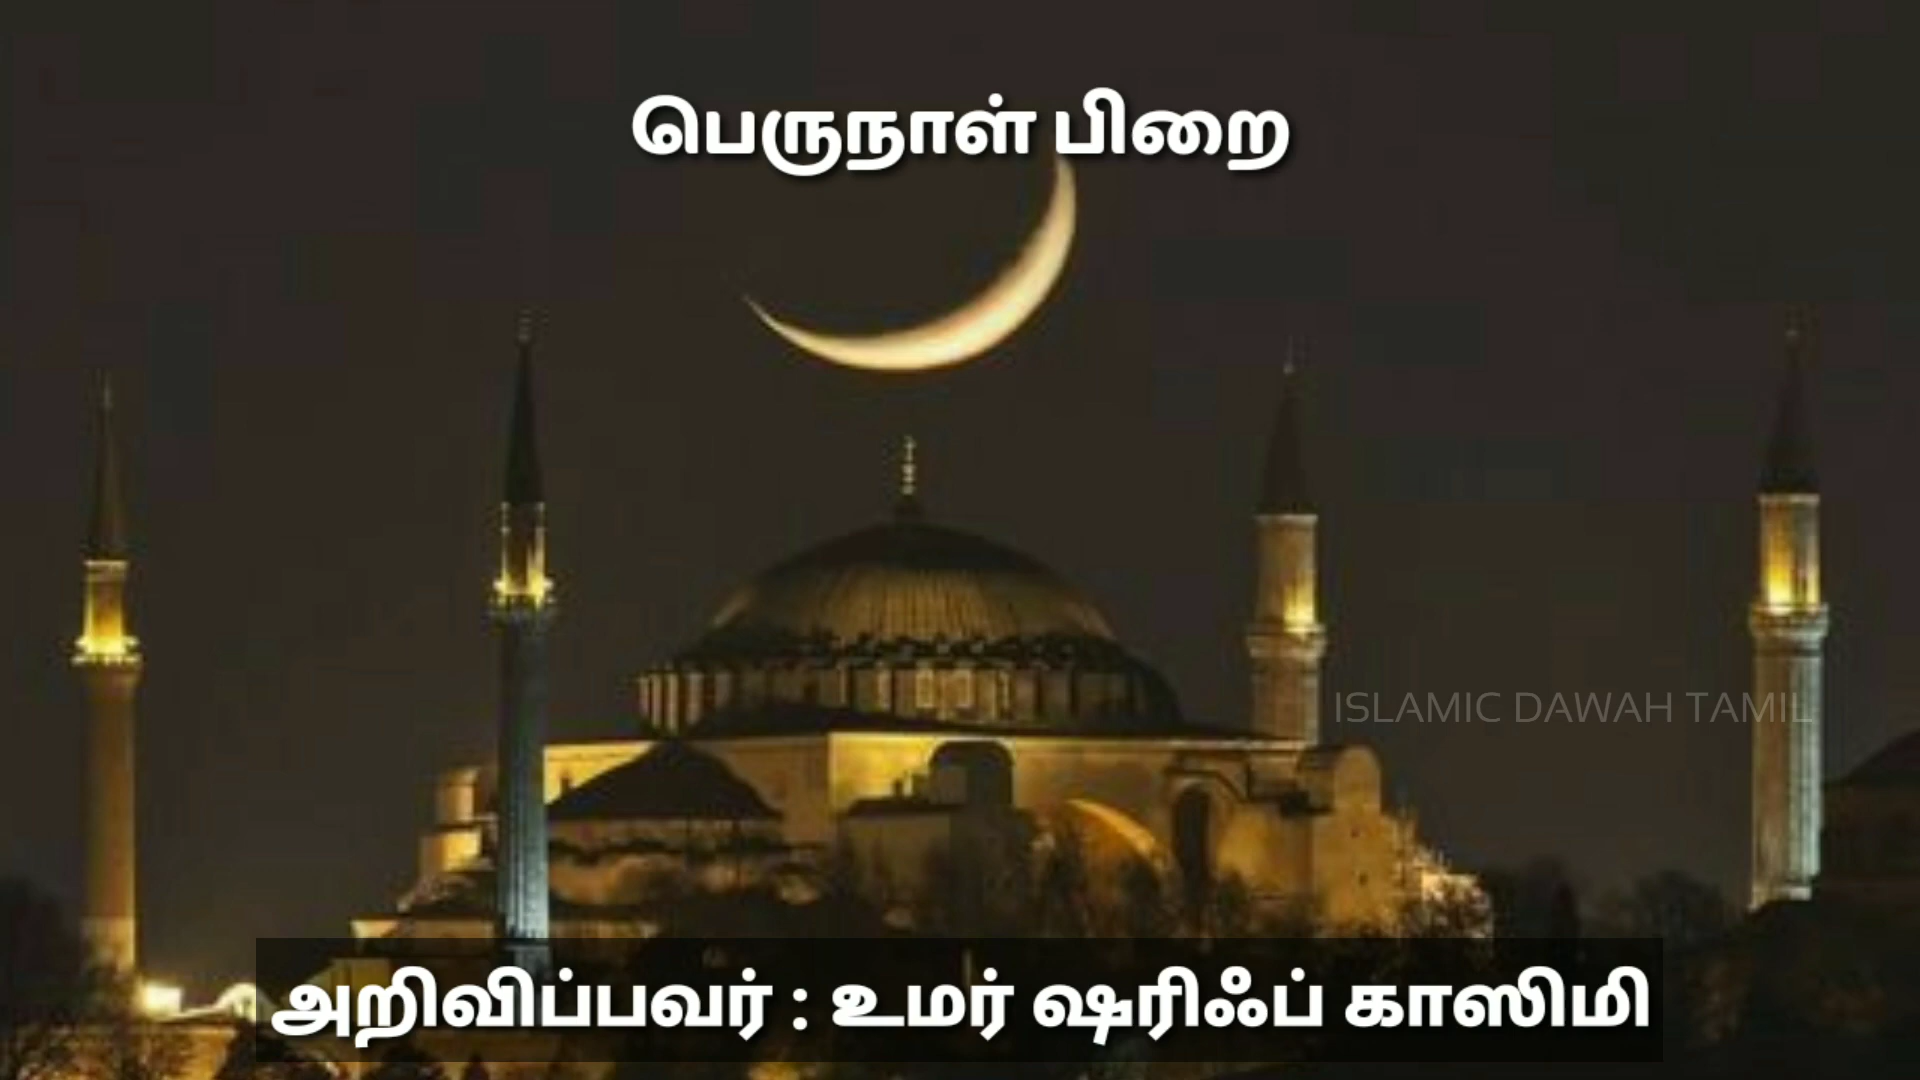 பெருநாள் பிறை
ISLAMIC DAWAH TAMIL
அறிவிப்பவர் : உமர் ஷரிஃப் காஸிமி